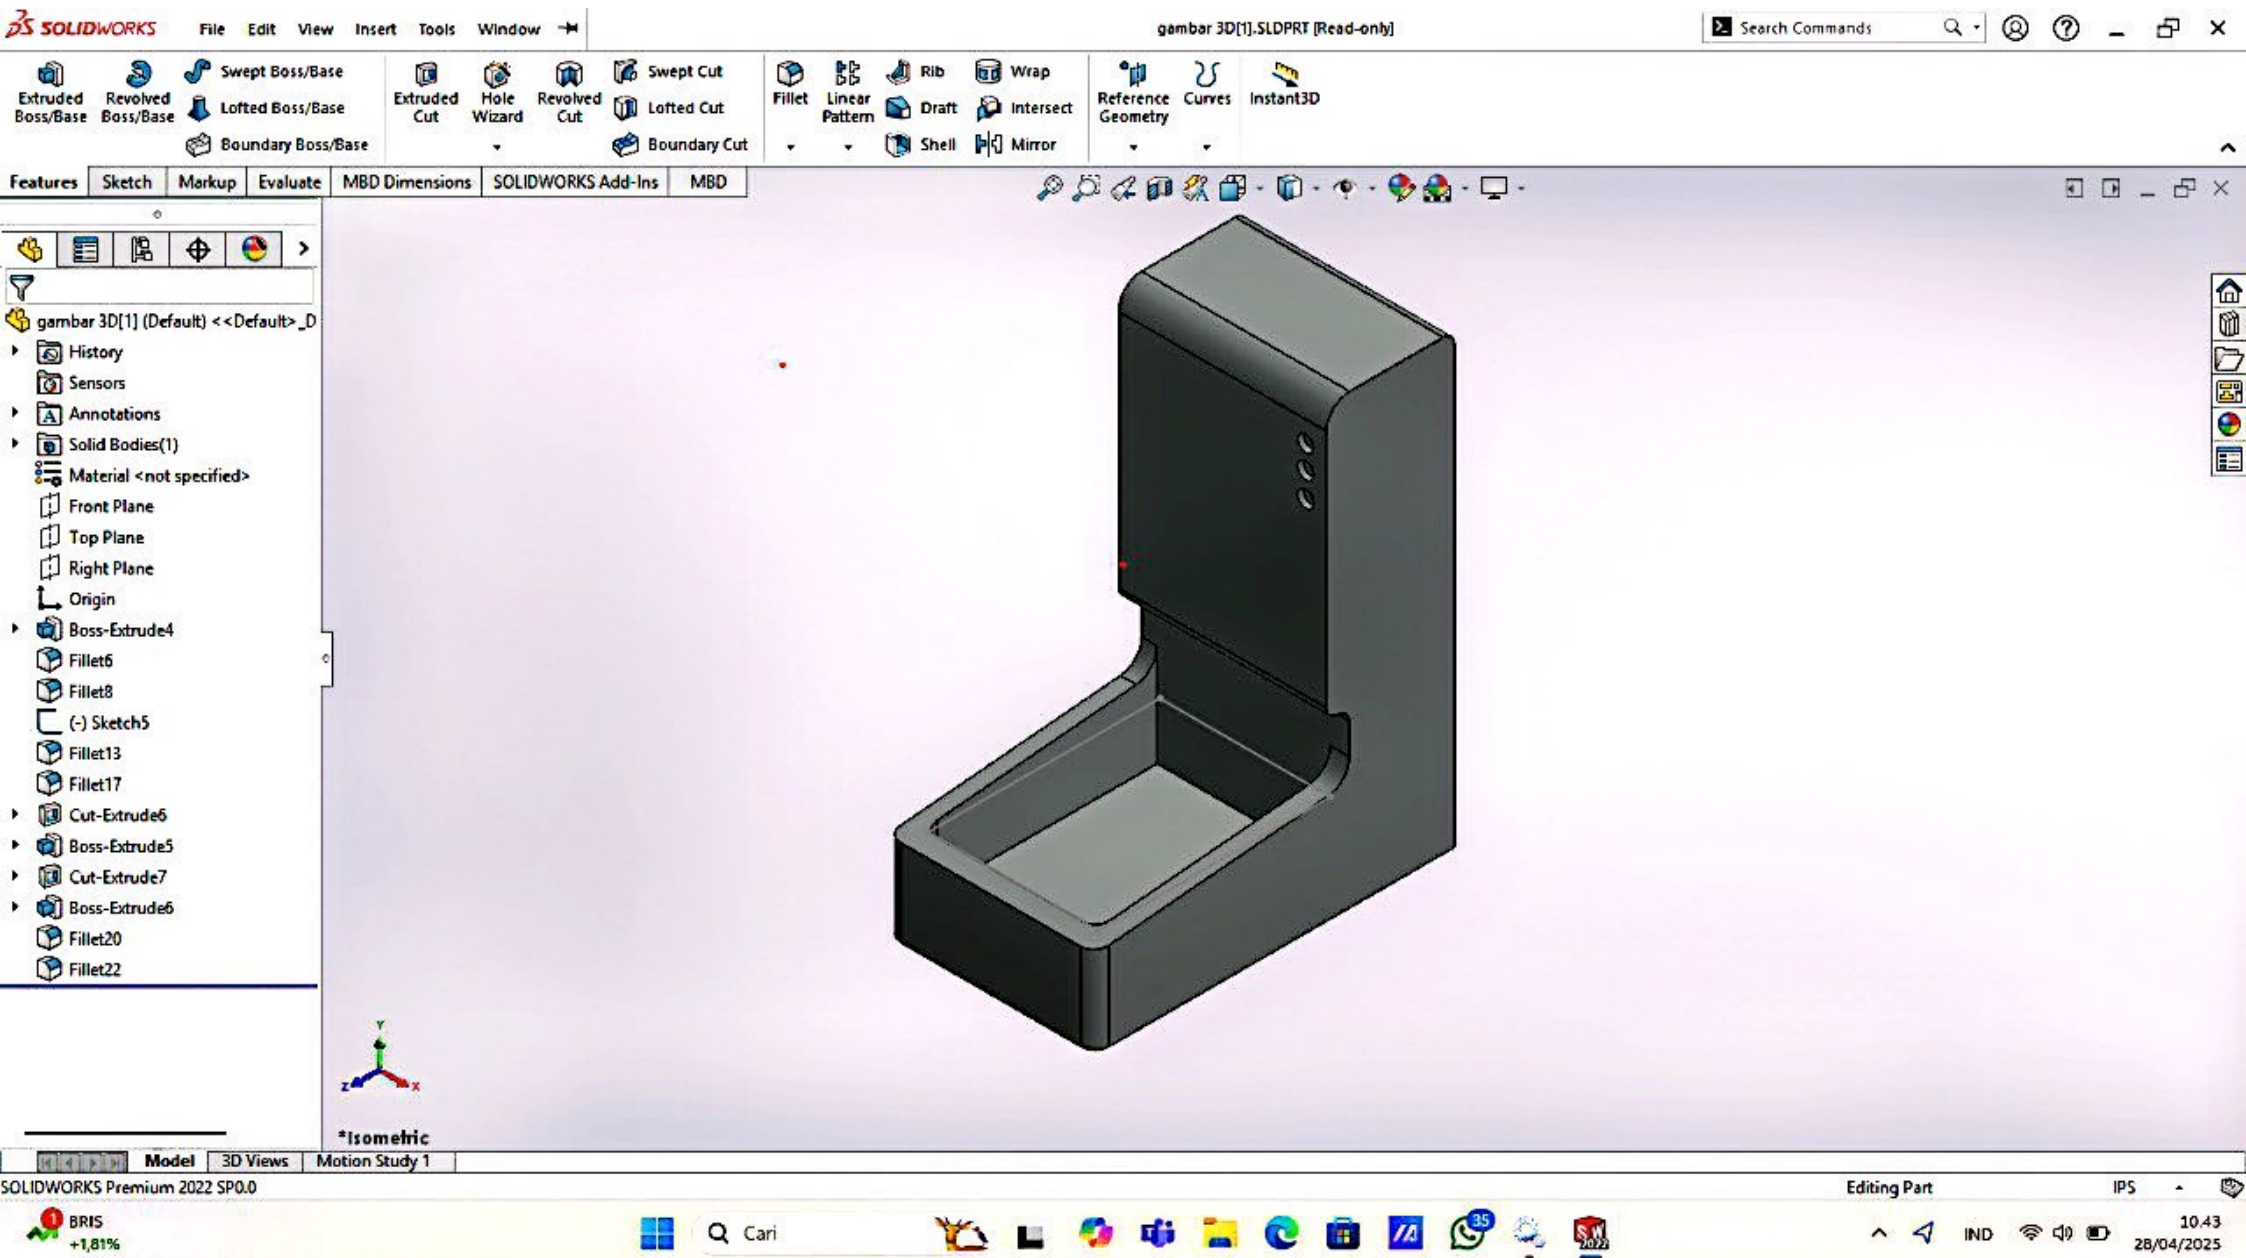 SOLIDWORKS File Edit View Insert Tools Window gambar 3D[1].SLDPRT [Read-only] Search Commands
Extruded Boss/Base
Revolved Boss/Base
Swept Boss/Base
Lofted Boss/Base
Boundary Boss/Base
Extruded Cut
Hole Wizard
Revolved Cut
Swept Cut
Lofted Cut
Boundary Cut
Fillet
Linear Pattern
Rib
Draft
Shell
Wrap
Intersect
Mirror
Reference Geometry
Curves
Instant3D
Features Sketch Markup Evaluate MBD Dimensions SOLIDWORKS Add-Ins MBD
gambar 3D[1] (Default) <<Default>_D
History
Sensors
Annotations
Solid Bodies(1)
Material <not specified>
Front Plane
Top Plane
Right Plane
Origin
Boss-Extrude4
Fillet6
Fillet8
(-) Sketch5
Fillet13
Fillet17
Cut-Extrude6
Boss-Extrude5
Cut-Extrude7
Boss-Extrude6
Fillet20
Fillet22
Y
Z X
*Isometric
Model 3D Views Motion Study 1
SOLIDWORKS Premium 2022 SP0.0 Editing Part IPS
1 BRIS
+1,81%
Cari
35
IND
10.43
28/04/2025